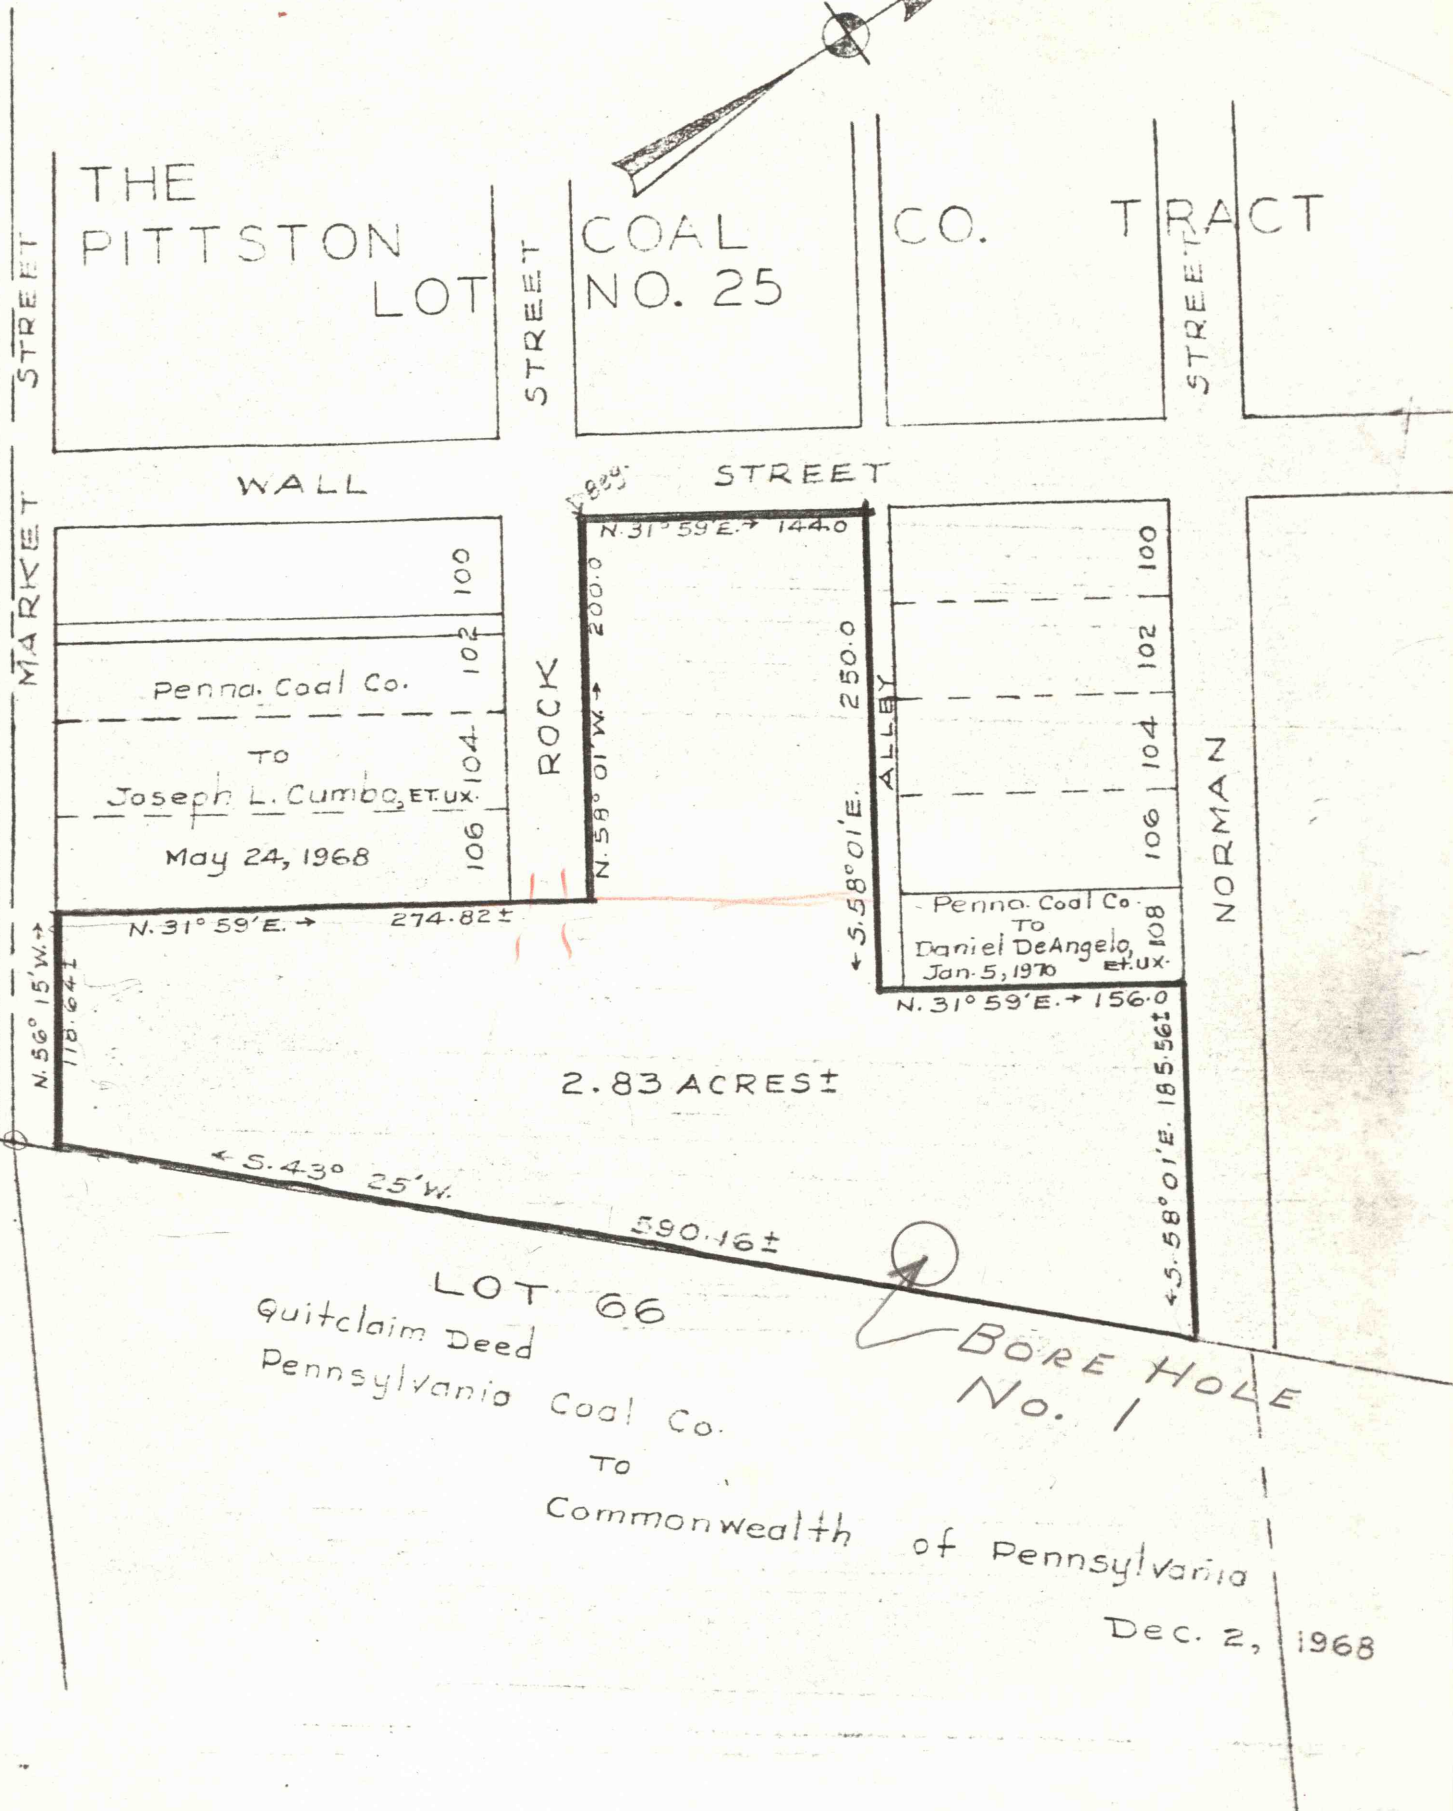 THE
PITTSTON COAL CO. TRACT
LOT NO. 25
STREET
STREET
STREET
MARKET
WALL STREET
Beg.
N. 31° 59' E. → 144.0
100
102
104
106
Penna. Coal Co.
TO
Joseph L. Cumbo, ET. UX.
May 24, 1968
ROCK
N. 58° 01' W. → 200.0
← S. 58° 01' E. 250.0
ALLEY
100
102
104
106
108
NORMAN
Penna. Coal Co.
TO
Daniel DeAngelo,
Jan. 5, 1970 ET. UX.
N. 31° 59' E. → 274.82±
N. 31° 59' E. → 156.0
N. 56° 15' W. →
118.64±
← S. 58° 01' E. 185.56±
2.83 ACRES±
← S. 43° 25' W. 590.16±
LOT 66
Quitclaim Deed
Pennsylvania Coal Co.
TO
Commonwealth of Pennsylvania
Dec. 2, 1968
BORE HOLE
No. 1